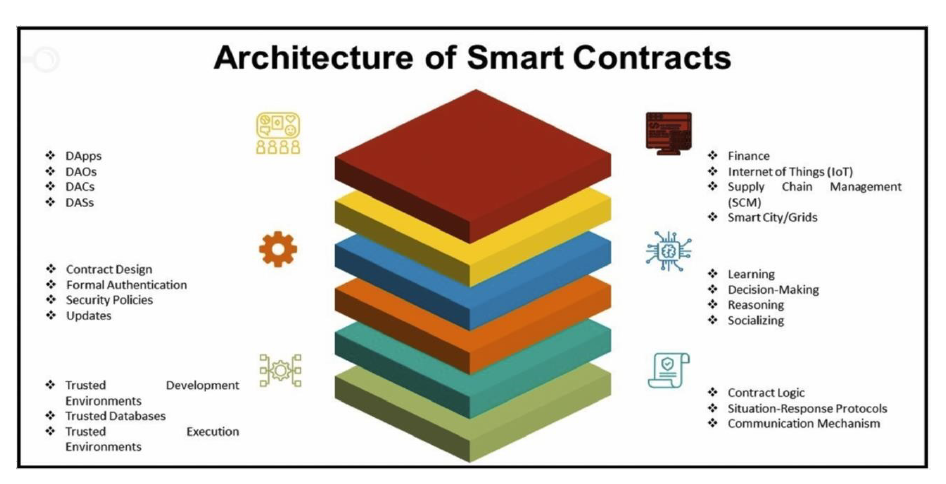 Architecture of Smart Contracts
❖ DApps
❖ DAOs
❖ DACs
❖ DASs
❖ Finance
❖ Internet of Things (IoT)
❖ Supply Chain Management
(SCM)
❖ Smart City/Grids
❖ Contract Design
❖ Formal Authentication
❖ Security Policies
❖ Updates
❖ Learning
❖ Decision-Making
❖ Reasoning
❖ Socializing
❖ Trusted Development
Environments
❖ Trusted Databases
❖ Trusted Execution
Environments
❖ Contract Logic
❖ Situation-Response Protocols
❖ Communication Mechanism